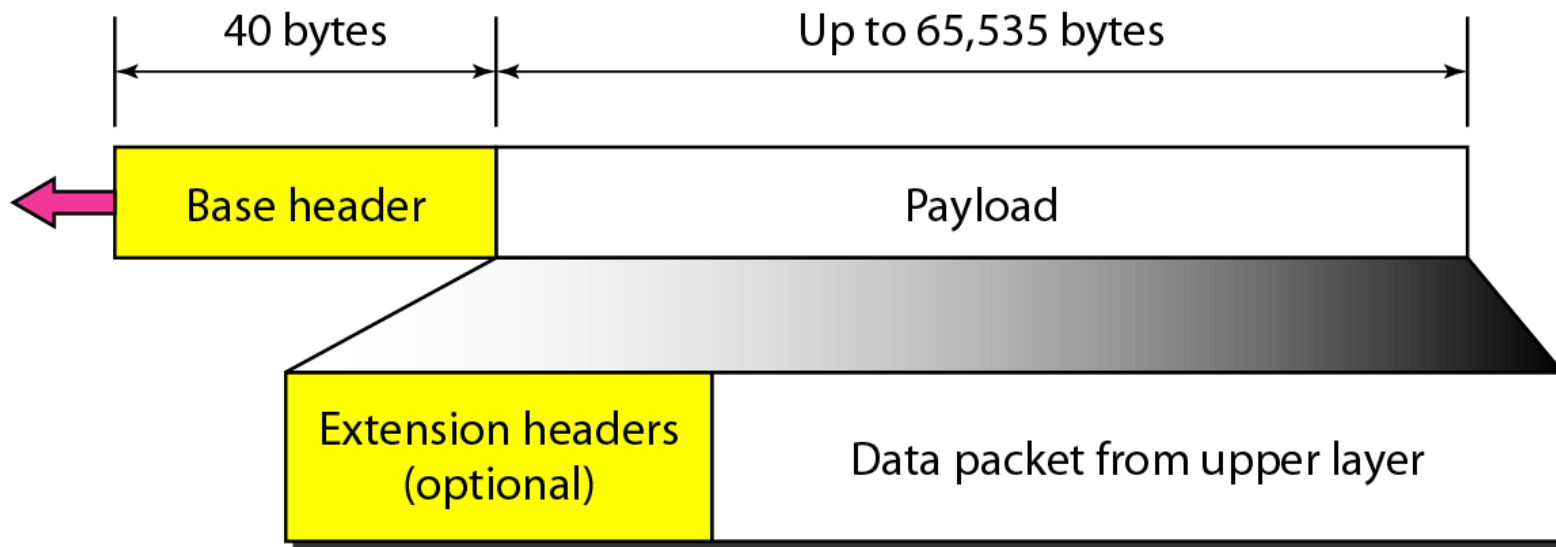 40 bytes
Up to 65,535 bytes
Base header
Payload
Extension headers
(optional)
Data packet from upper layer